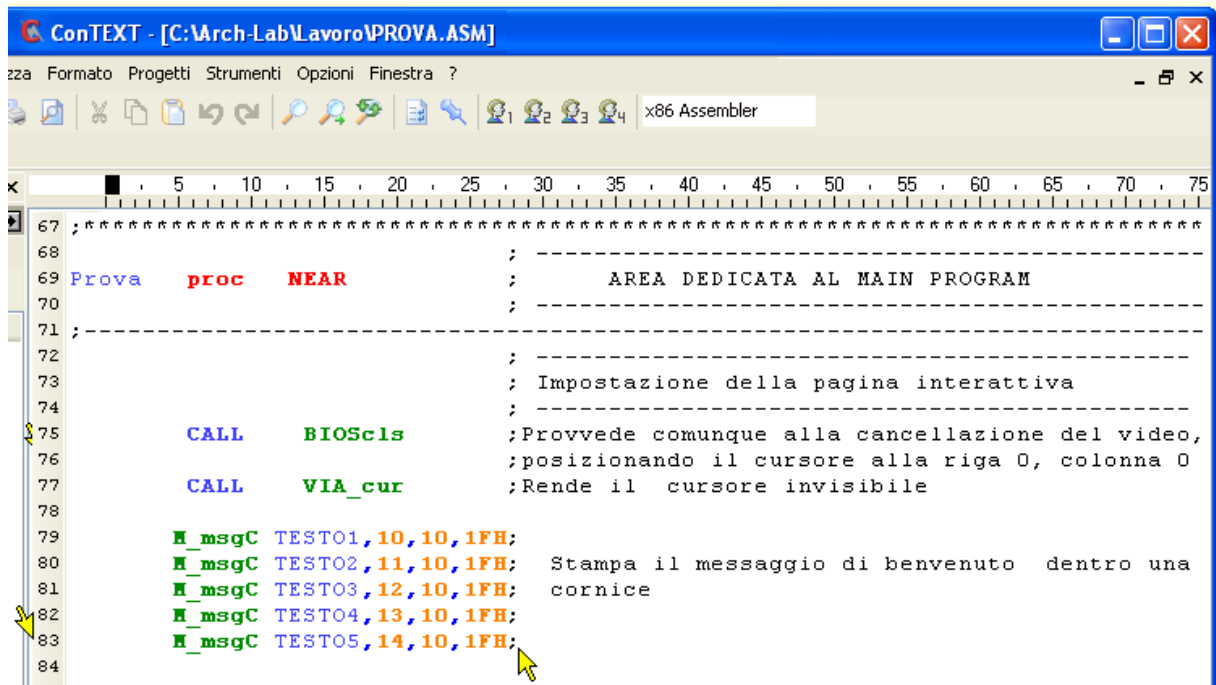 ConTEXT - [C:\Arch-Lab\Lavoro\PROVA.ASM]
zza Formato Progetti Strumenti Opzioni Finestra ?
1 2 3 4 x86 Assembler
5 10 15 20 25 30 35 40 45 50 55 60 65 70 75
67 ;*****************************************************************************
68 ; ----------------------------------------------
69 Prova proc NEAR ; AREA DEDICATA AL MAIN PROGRAM
70 ; ----------------------------------------------
71 ;-----------------------------------------------------------------------------
72 ; ---------------------------------------------
73 ; Impostazione della pagina interattiva
74 ; ---------------------------------------------
75 CALL BIOScls ;Provvede comunque alla cancellazione del video,
76 ;posizionando il cursore alla riga 0, colonna 0
77 CALL VIA_cur ;Rende il cursore invisibile
78
79 M_msgC TESTO1,10,10,1FH;
80 M_msgC TESTO2,11,10,1FH; Stampa il messaggio di benvenuto dentro una
81 M_msgC TESTO3,12,10,1FH; cornice
82 M_msgC TESTO4,13,10,1FH;
83 M_msgC TESTO5,14,10,1FH;
84